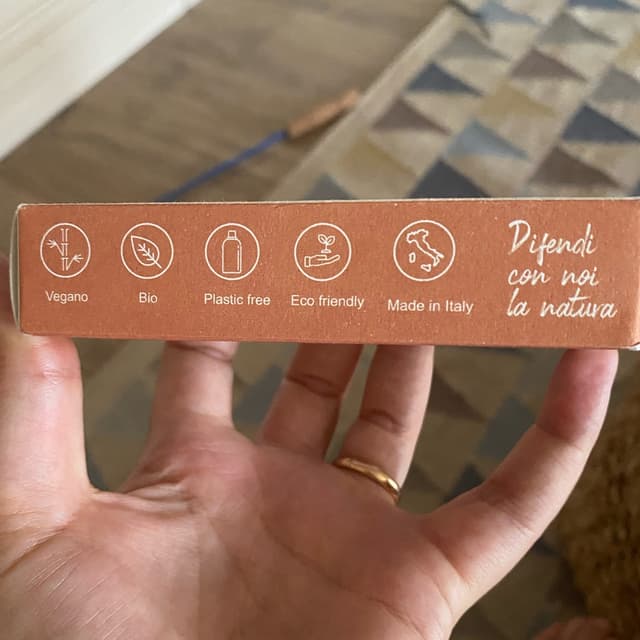 Vegano
Bio
Plastic free
Eco friendly
Made in Italy
Difendi
con noi
la natura